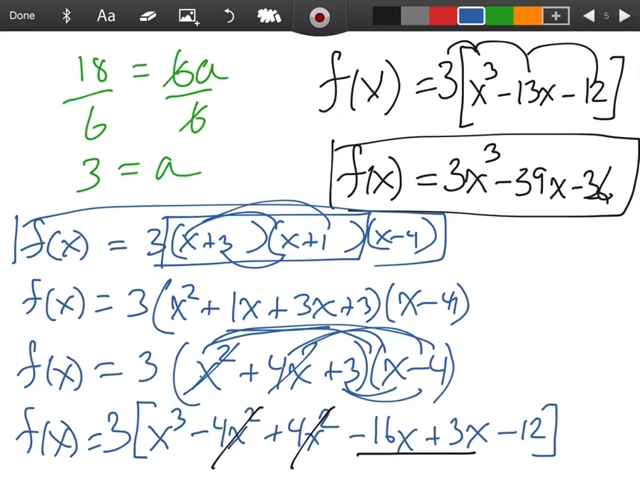 Done
5
18/6 = 6a/6
3 = a
f(x) = 3[x³ - 13x - 12]
f(x) = 3x³ - 39x - 36
f(x) = 3(x+3)(x+1)(x-4)
f(x) = 3(x² + 1x + 3x + 3)(x - 4)
f(x) = 3(x² + 4x + 3)(x - 4)
f(x) = 3[x³ - 4x² + 4x² - 16x + 3x - 12]